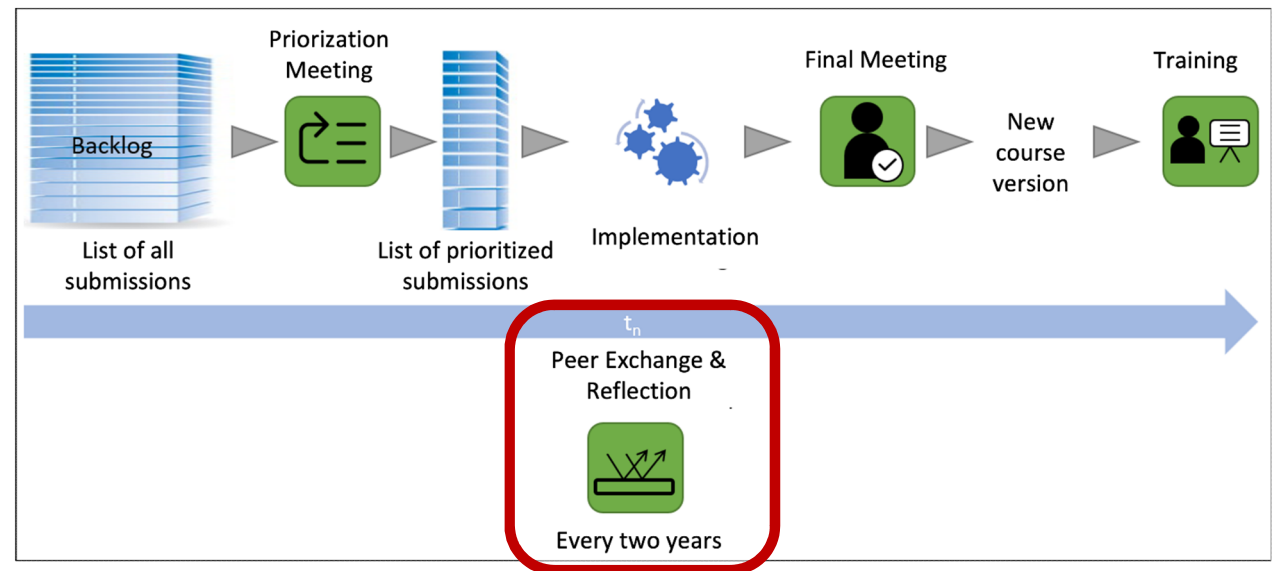 Priorization
Meeting
Final Meeting
Training
Backlog
New
course
version
List of all
submissions
List of prioritized
submissions
Implementation
tn
Peer Exchange &
Reflection
Every two years